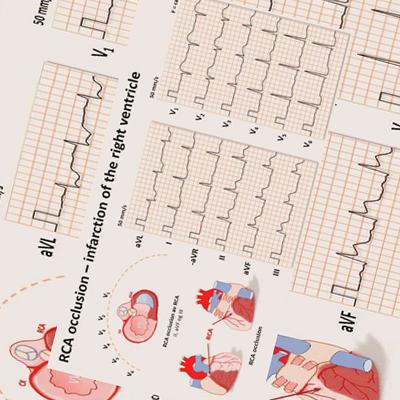 50 mm
V1
50 mm/s
V1
V2
V3
V4
V5
V6
RCA occlusion – infarction of the right ventricle
50 mm/s
aVL
I
-aVR
II
aVF
III
aVL
aVF
V
RCA
CX
RCA occlusion
RCA